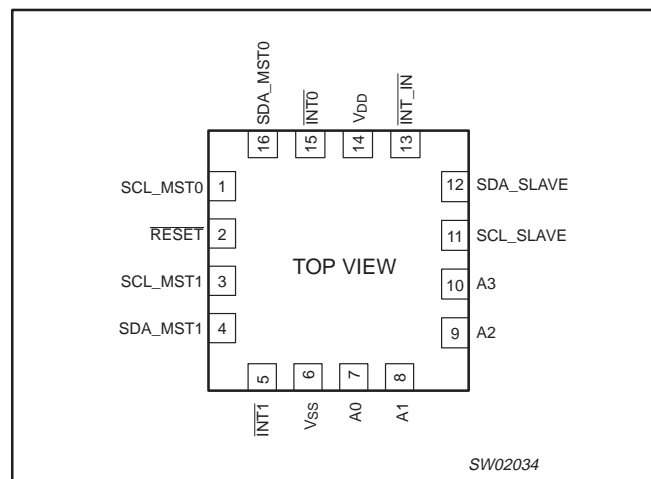 SDA_MST0
INT0
VDD
INT_IN
16
15
14
13
SCL_MST0
1
12
SDA_SLAVE
RESET
2
11
SCL_SLAVE
TOP VIEW
SCL_MST1
3
10
A3
SDA_MST1
4
9
A2
5
6
7
8
INT1
VSS
A0
A1
SW02034